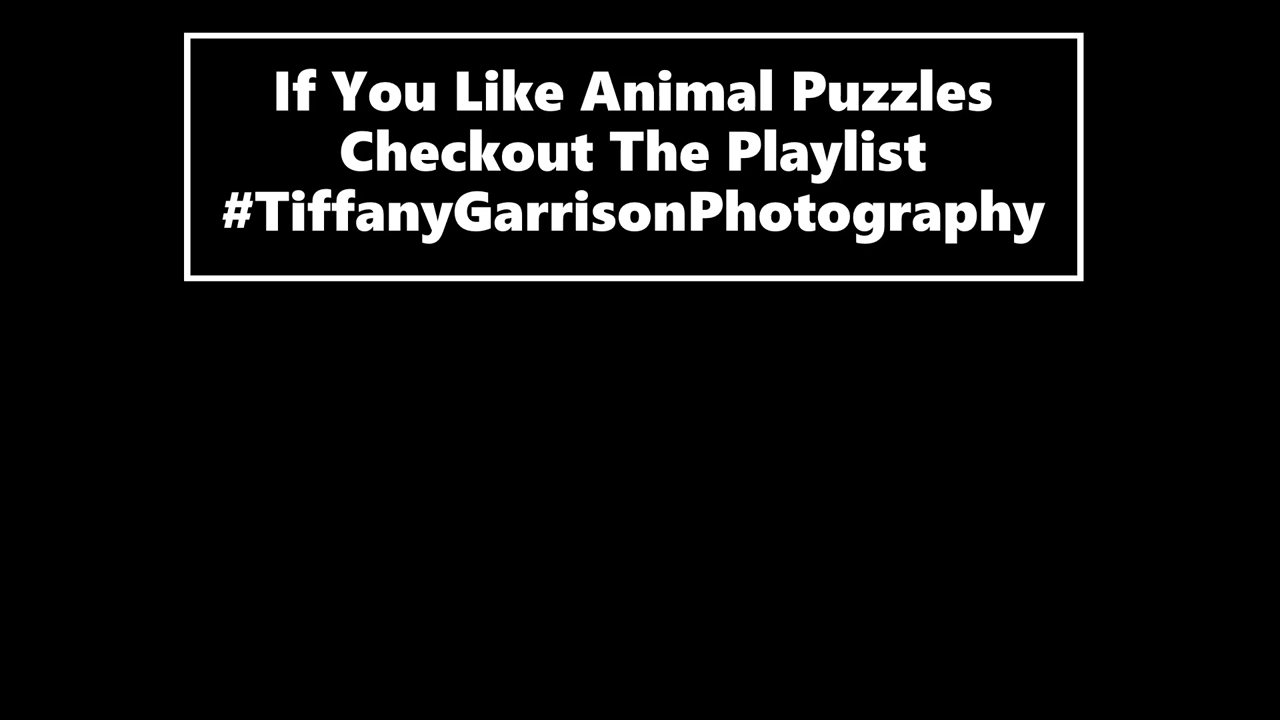 If You Like Animal Puzzles
Checkout The Playlist
#TiffanyGarrisonPhotography